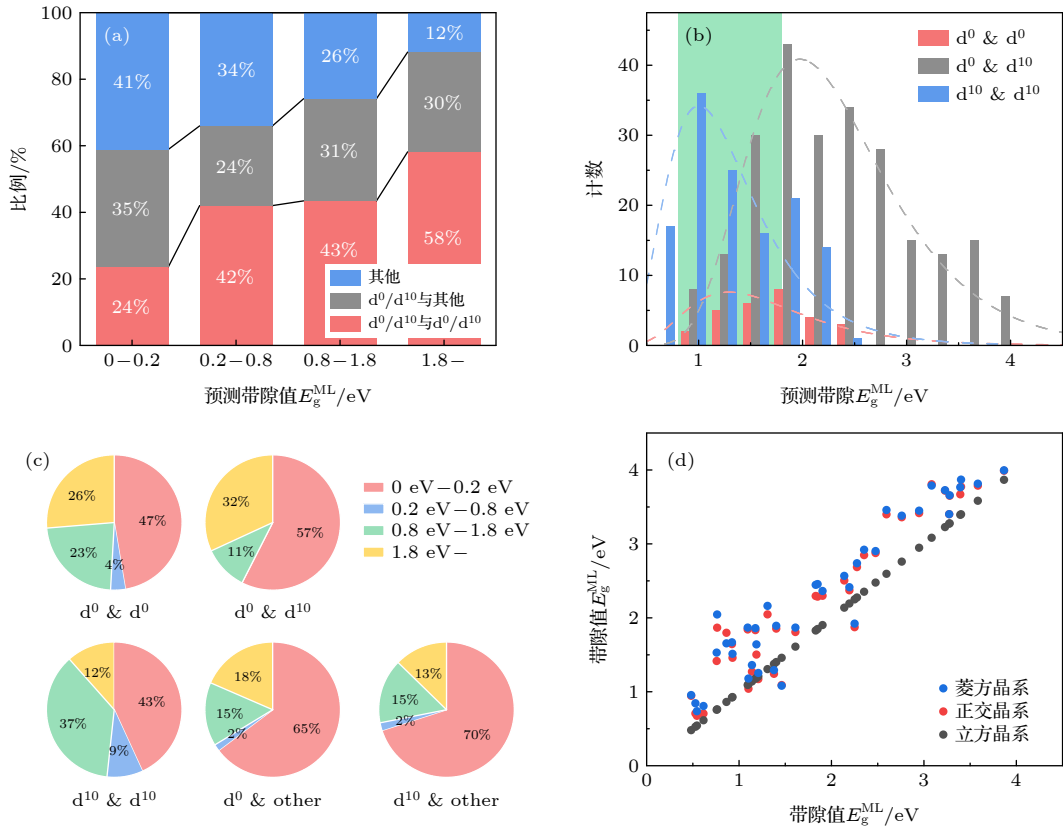 (a)
100
80
60
40
20
0
比例/%
41%
34%
26%
12%
35%
24%
31%
30%
24%
42%
43%
58%
其他
d⁰/d¹⁰与其他
d⁰/d¹⁰与d⁰/d¹⁰
0−0.2 0.2−0.8 0.8−1.8 1.8−
预测带隙值E_g^ML/eV
(b)
40
30
20
10
0
计数
d⁰ & d⁰
d⁰ & d¹⁰
d¹⁰ & d¹⁰
1 2 3 4
预测带隙E_g^ML/eV
(c)
26% 47%
23% 4%
d⁰ & d⁰
32% 57%
11%
d⁰ & d¹⁰
0 eV−0.2 eV
0.2 eV−0.8 eV
0.8 eV−1.8 eV
1.8 eV−
12% 43%
37% 9%
d¹⁰ & d¹⁰
18%
15% 65%
2%
d⁰ & other
13%
15%
2% 70%
d¹⁰ & other
(d)
4
3
2
1
0
带隙值E_g^ML/eV
菱方晶系
正交晶系
立方晶系
0 1 2 3 4
带隙值E_g^ML/eV